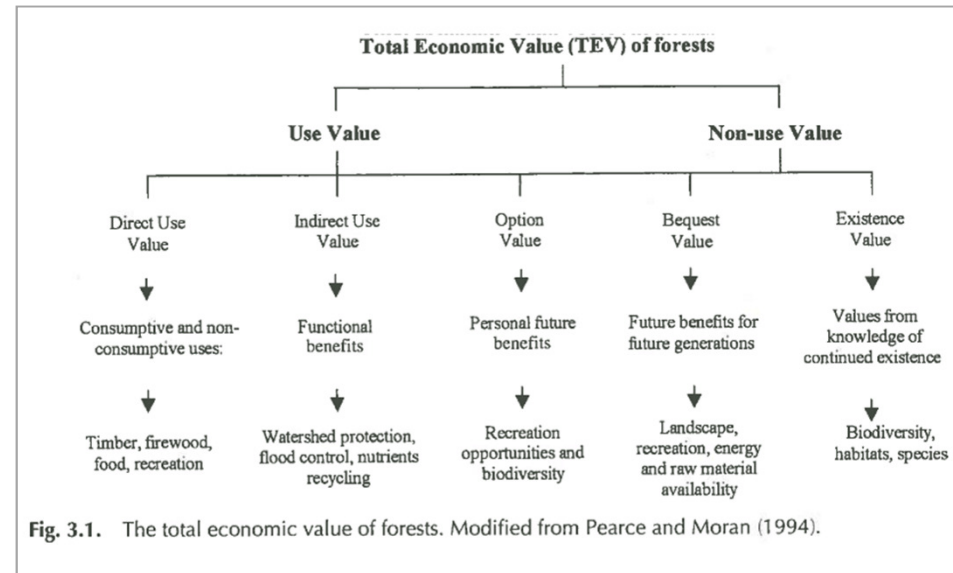 Total Economic Value (TEV) of forests
Use Value
Non-use Value
Direct Use
Value
Indirect Use
Value
Option
Value
Bequest
Value
Existence
Value
Consumptive and non-
consumptive uses:
Functional
benefits
Personal future
benefits
Future benefits for
future generations
Values from
knowledge of
continued existence
Timber, firewood,
food, recreation
Watershed protection,
flood control, nutrients
recycling
Recreation
opportunities and
biodiversity
Landscape,
recreation, energy
and raw material
availability
Biodiversity,
habitats, species
Fig. 3.1. The total economic value of forests. Modified from Pearce and Moran (1994).